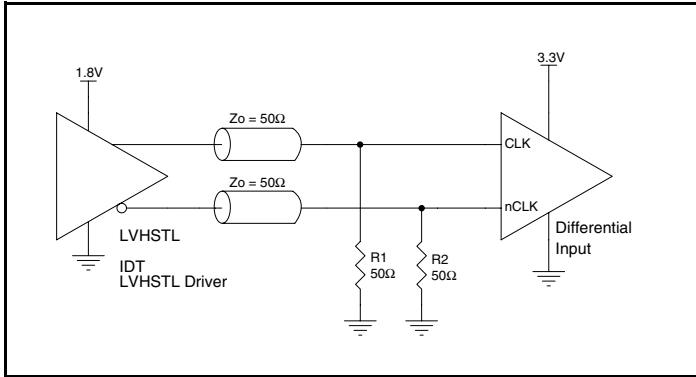 1.8V
3.3V
Zo = 50Ω
CLK
Zo = 50Ω
nCLK
LVHSTL
IDT
LVHSTL Driver
R1
50Ω
R2
50Ω
Differential
Input